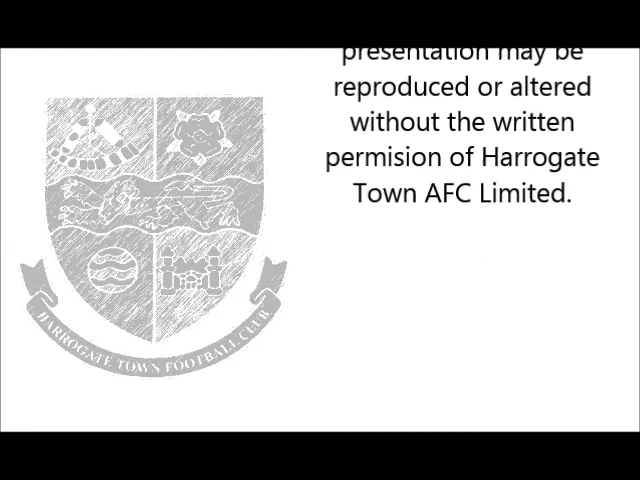 presentation may be
reproduced or altered
without the written
permision of Harrogate
Town AFC Limited.
HARROGATE TOWN FOOTBALL CLUB